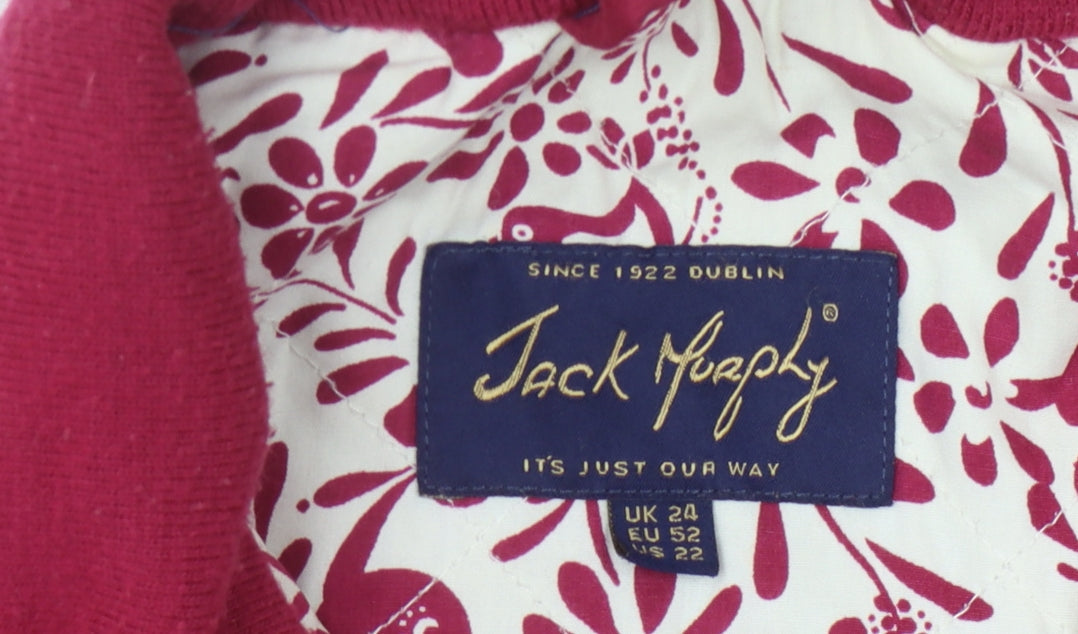 SINCE 1922 DUBLIN
Jack Murphy®
IT'S JUST OUR WAY
UK 24
EU 52
US 22